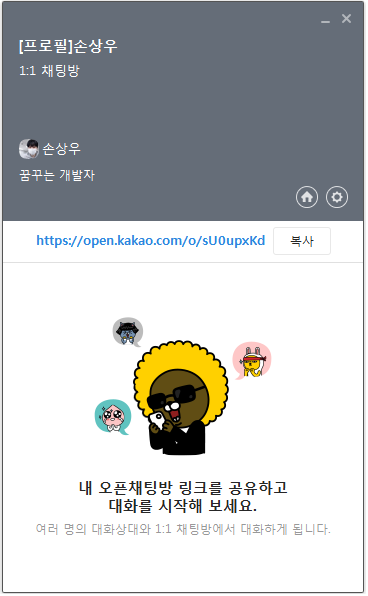 [프로필]손상우
1:1 채팅방
손상우
꿈꾸는 개발자
https://open.kakao.com/o/sU0upxKd
복사
내 오픈채팅방 링크를 공유하고
대화를 시작해 보세요.
여러 명의 대화상대와 1:1 채팅방에서 대화하게 됩니다.